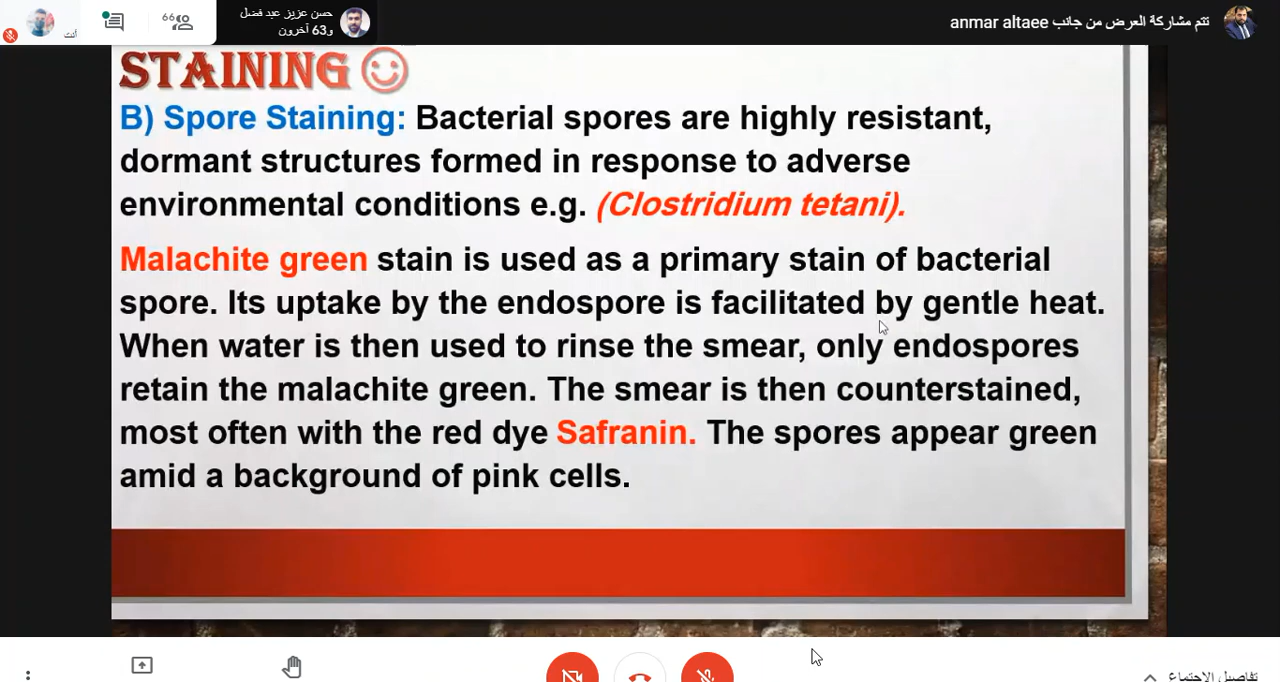 حسن عزيز عبد فضل
و63 آخرون
66
أنت
تتم مشاركة العرض من جانب anmar altaee
STAINING
B) Spore Staining: Bacterial spores are highly resistant,
dormant structures formed in response to adverse
environmental conditions e.g. (Clostridium tetani).
Malachite green stain is used as a primary stain of bacterial
spore. Its uptake by the endospore is facilitated by gentle heat.
When water is then used to rinse the smear, only endospores
retain the malachite green. The smear is then counterstained,
most often with the red dye Safranin. The spores appear green
amid a background of pink cells.
تفاصيل الاجتماع